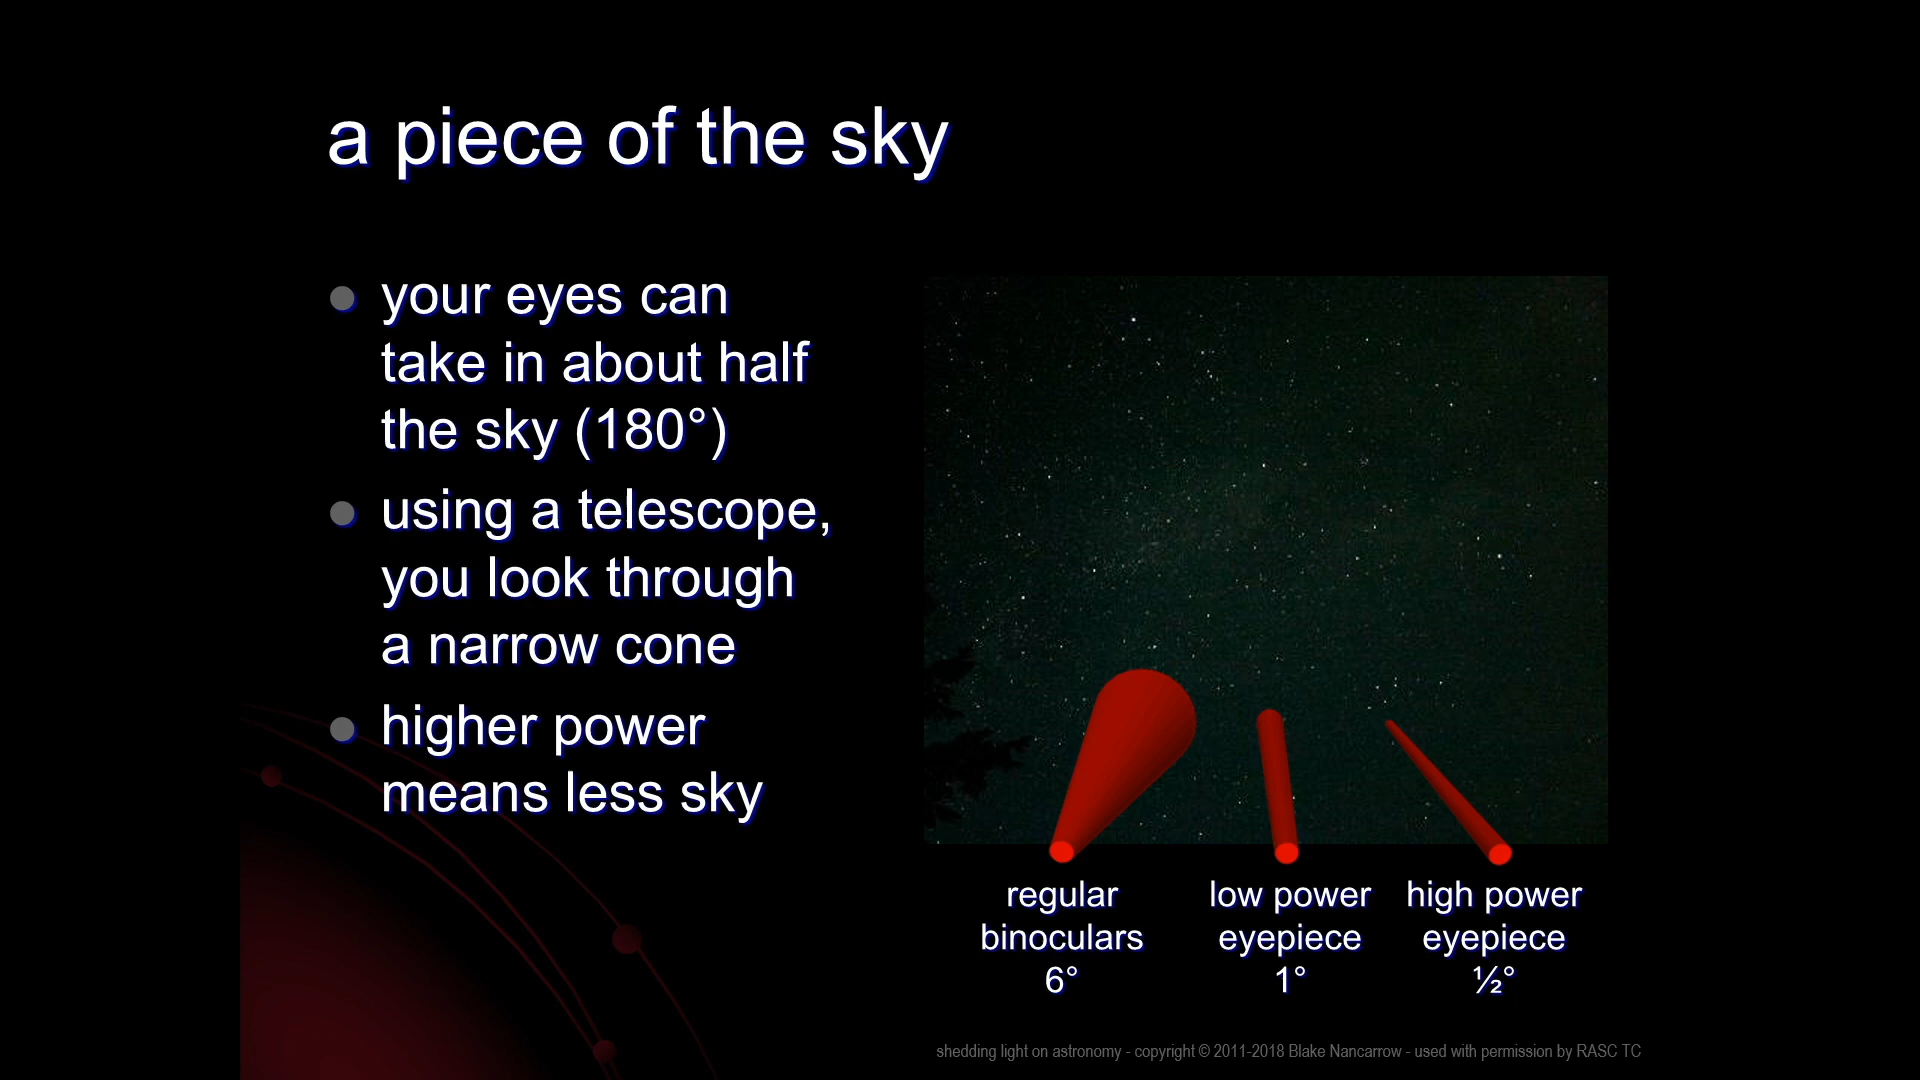 a piece of the sky
your eyes can
take in about half
the sky (180°)
using a telescope,
you look through
a narrow cone
higher power
means less sky
regular
binoculars
6°
low power
eyepiece
1°
high power
eyepiece
½°
shedding light on astronomy - copyright © 2011-2018 Blake Nancarrow - used with permission by RASC TC